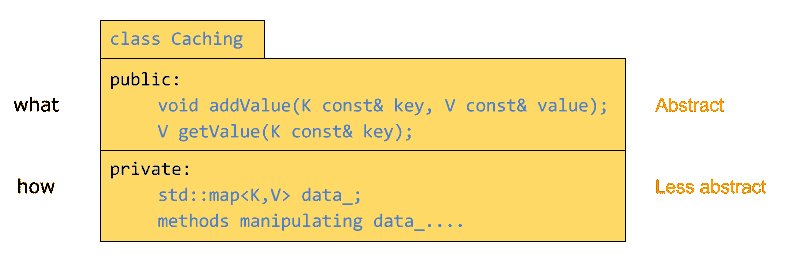 class Caching
public:
what
void addValue(K const& key, V const& value);
Abstract
V getValue(K const& key);
private:
how
std::map<K,V> data_;
Less abstract
methods manipulating data_....